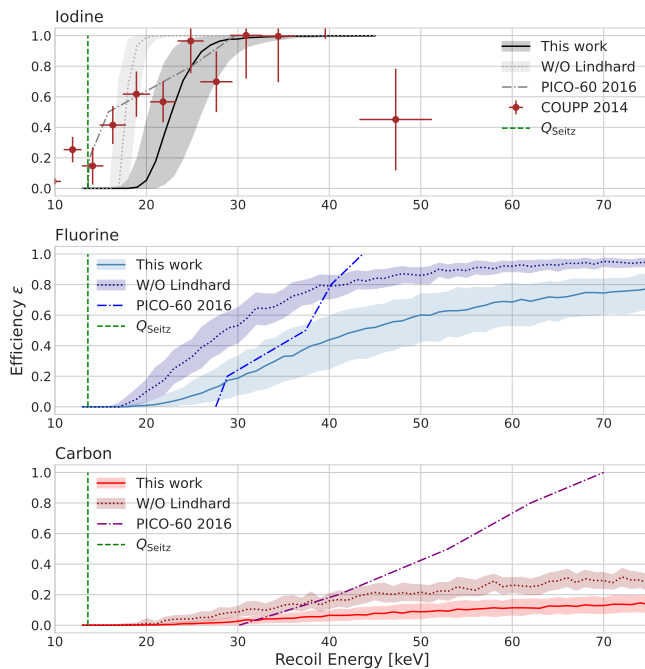 Iodine
1.0
0.8
0.6
0.4
0.2
0.0
This work
W/O Lindhard
PICO-60 2016
COUPP 2014
Q_Seitz
10 20 30 40 50 60 70
Fluorine
1.0
0.8
0.6
0.4
0.2
0.0
This work
W/O Lindhard
PICO-60 2016
Q_Seitz
Efficiency ε
10 20 30 40 50 60 70
Carbon
1.0
0.8
0.6
0.4
0.2
0.0
This work
W/O Lindhard
PICO-60 2016
Q_Seitz
10 20 30 40 50 60 70
Recoil Energy [keV]